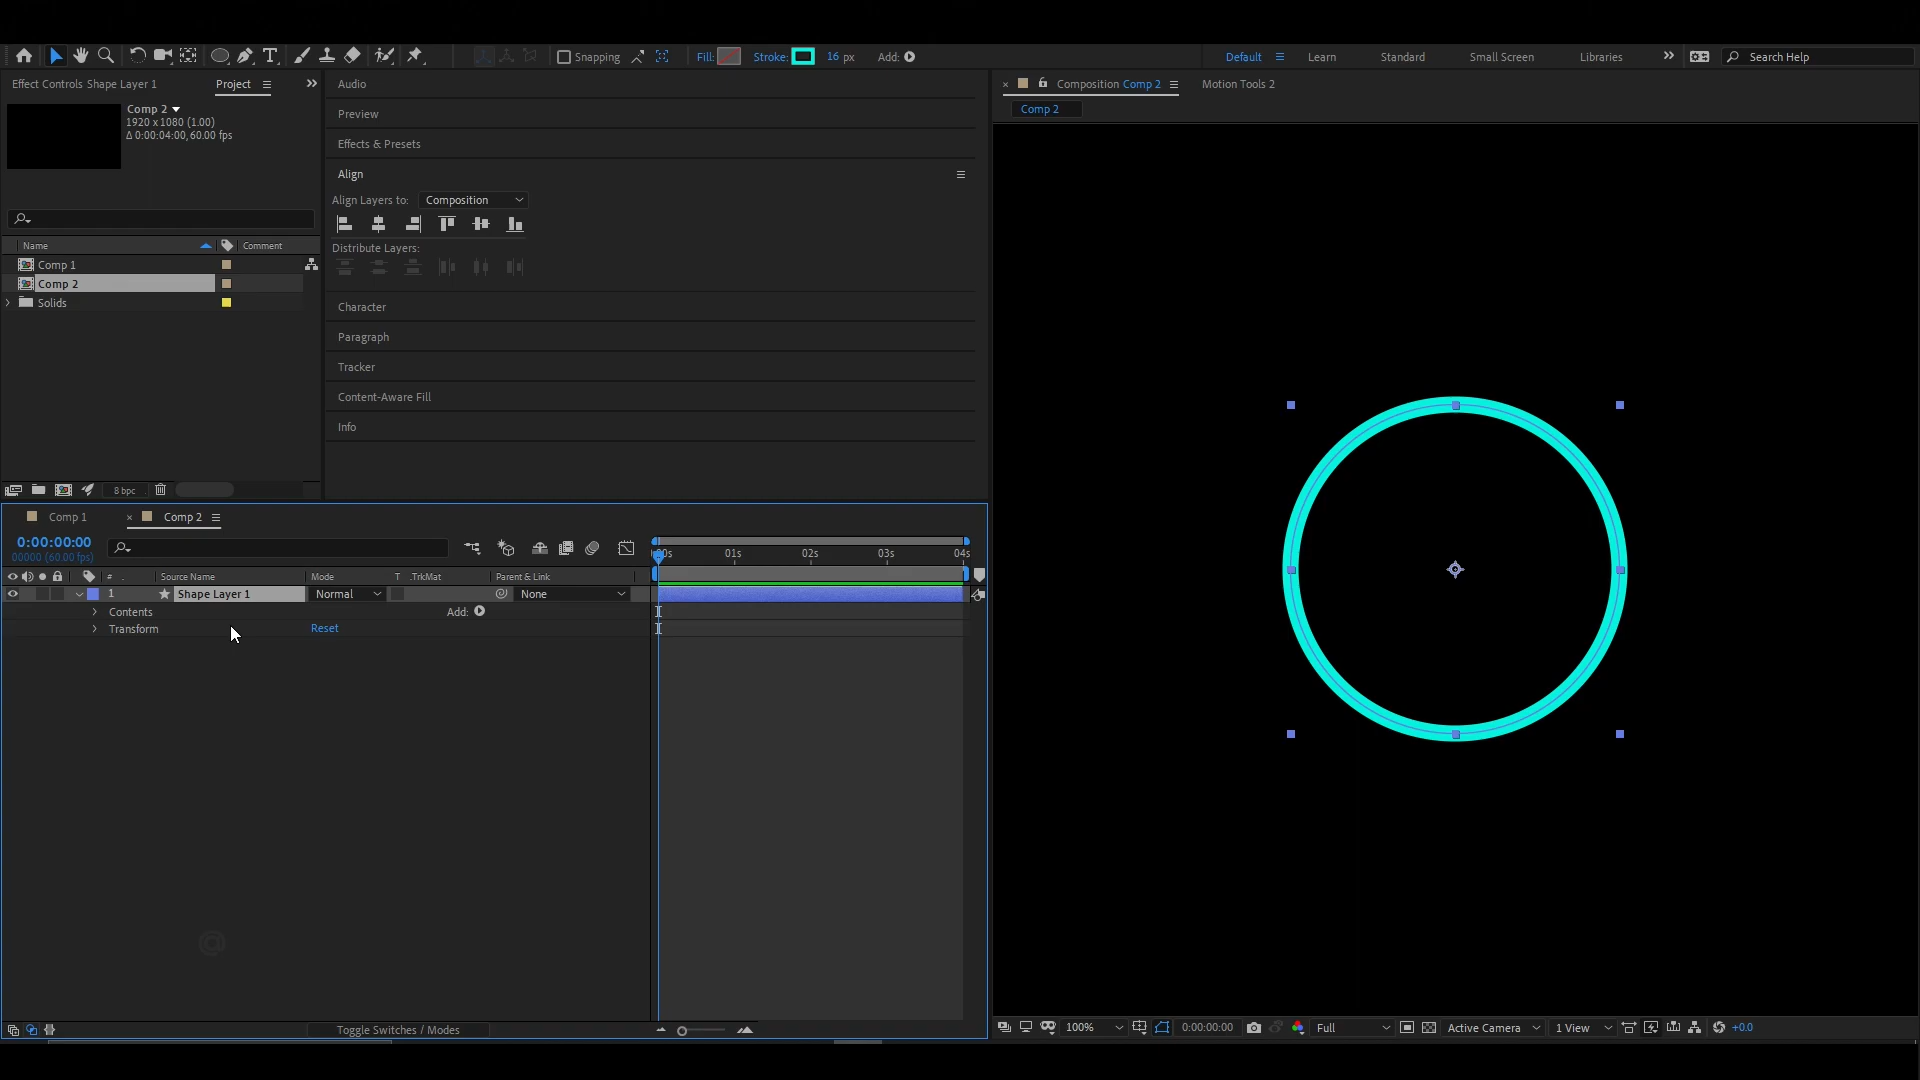 Fill: Stroke: 16 px Add:
Snapping
Default Learn Standard Small Screen Libraries Search Help
Effect Controls Shape Layer 1 Project
Comp 2
1920 x 1080 (1.00)
Δ 0:00:04:00, 60.00 fps
Name Comment
Comp 1
Comp 2
Solids
8 bpc
Audio
Preview
Effects & Presets
Align
Align Layers to: Composition
Distribute Layers:
Character
Paragraph
Tracker
Content-Aware Fill
Info
Composition Comp 2 Motion Tools 2
Comp 2
Comp 1 Comp 2
0:00:00:00
00000 (60.00 fps)
01s 02s 03s 04s
# Source Name Mode T .TrkMat Parent & Link
1 Shape Layer 1 Normal None
Contents Add:
Transform Reset
Toggle Switches / Modes
100% 0:00:00:00 Full Active Camera 1 View +0.0